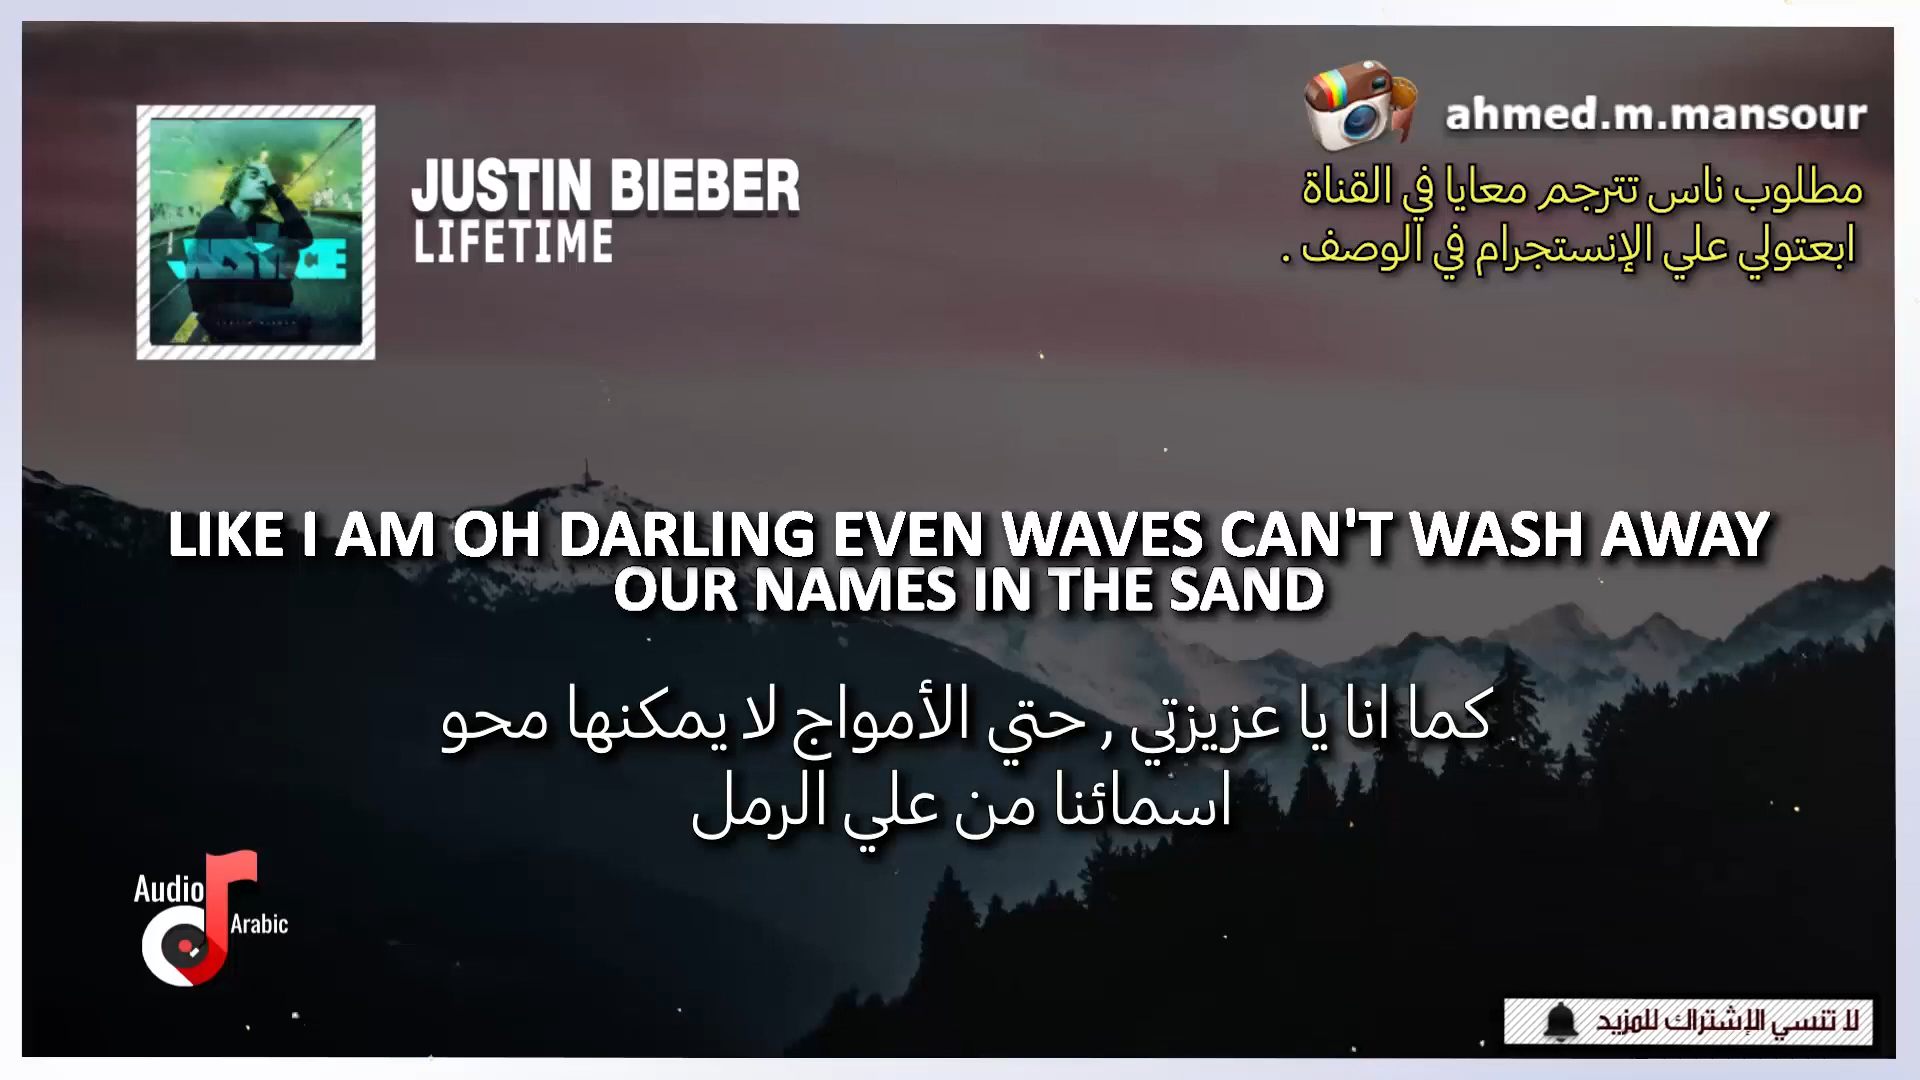 ahmed.m.mansour
مطلوب ناس تترجم معايا في القناة
ابعتولي علي الإنستجرام في الوصف .
JUSTIN BIEBER
LIFETIME
LIKE I AM OH DARLING EVEN WAVES CAN'T WASH AWAY
OUR NAMES IN THE SAND
كما انا يا عزيزتي , حتي الأمواج لا يمكنها محو
اسمائنا من علي الرمل
Audio
Arabic
لا تنسي الإشتراك للمزيد